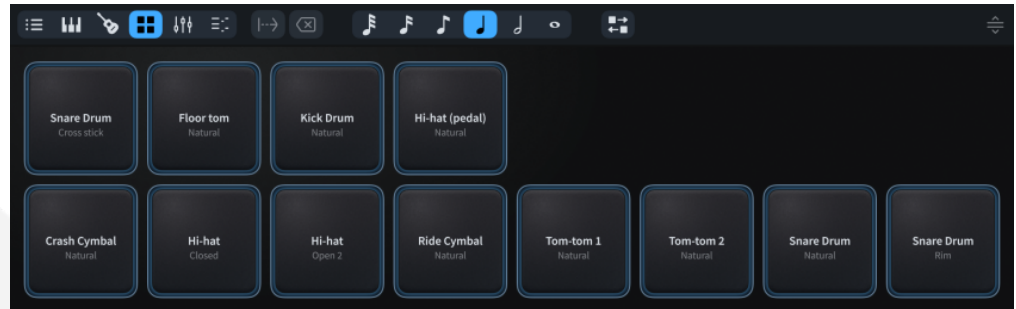 Snare Drum
Cross stick
Floor tom
Natural
Kick Drum
Natural
Hi-hat (pedal)
Natural
Crash Cymbal
Natural
Hi-hat
Closed
Hi-hat
Open 2
Ride Cymbal
Natural
Tom-tom 1
Natural
Tom-tom 2
Natural
Snare Drum
Natural
Snare Drum
Rim